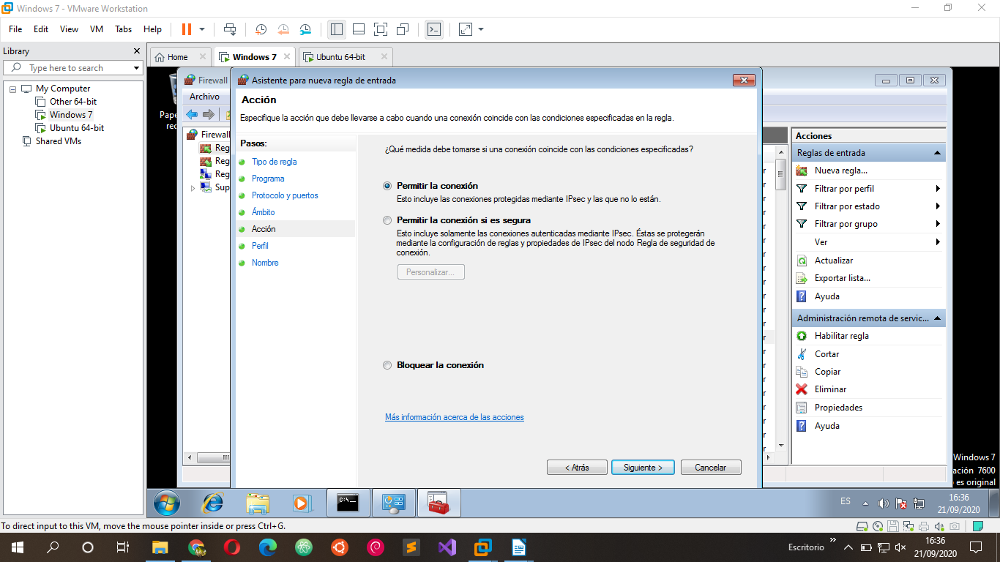 Windows 7 - VMware Workstation
File Edit View VM Tabs Help
Library
Type here to search
My Computer
Other 64-bit
Windows 7
Ubuntu 64-bit
Shared VMs
Home Windows 7 Ubuntu 64-bit
Firewall
Archivo
Firewall
Reg
Reg
Reg
Sup
Asistente para nueva regla de entrada
Acción
Especifique la acción que debe llevarse a cabo cuando una conexión coincide con las condiciones especificadas en la regla.
Pasos:
Tipo de regla
Programa
Protocolo y puertos
Ámbito
Acción
Perfil
Nombre
¿Qué medida debe tomarse si una conexión coincide con las condiciones especificadas?
Permitir la conexión
Esto incluye las conexiones protegidas mediante IPsec y las que no lo están.
Permitir la conexión si es segura
Esto incluye solamente las conexiones autenticadas mediante IPsec. Éstas se protegerán
mediante la configuración de reglas y propiedades de IPsec del nodo Regla de seguridad de
conexión.
Personalizar...
Bloquear la conexión
Más información acerca de las acciones
< Atrás Siguiente > Cancelar
Acciones
Reglas de entrada
Nueva regla...
Filtrar por perfil
Filtrar por estado
Filtrar por grupo
Ver
Actualizar
Exportar lista...
Ayuda
Administración remota de servic...
Habilitar regla
Cortar
Copiar
Eliminar
Propiedades
Ayuda
Windows 7
ación 7600
es original
ES
16:36
21/09/2020
To direct input to this VM, move the mouse pointer inside or press Ctrl+G.
Escritorio
16:36
21/09/2020